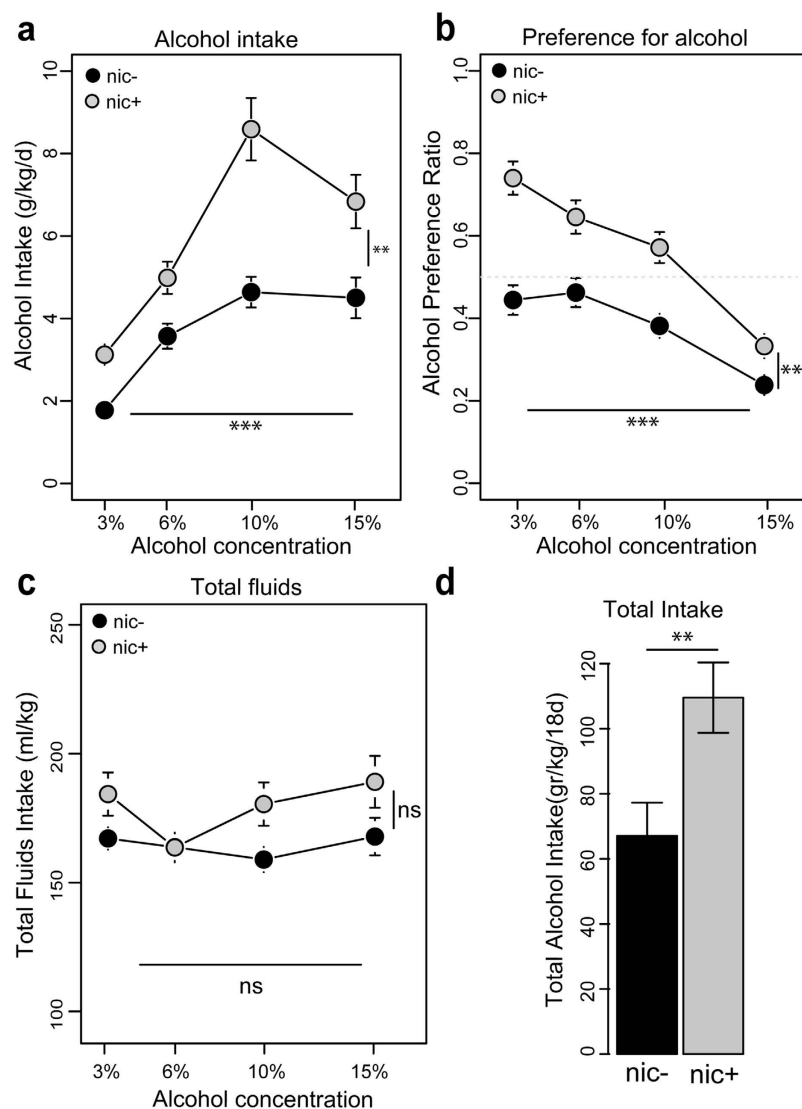 a
Alcohol intake
nic-
nic+
Alcohol Intake (g/kg/d)
10
8
6
4
2
0
**
***
3% 6% 10% 15%
Alcohol concentration
b
Preference for alcohol
nic-
nic+
Alcohol Preference Ratio
1.0
0.8
0.6
0.4
0.2
0.0
**
***
3% 6% 10% 15%
Alcohol concentration
c
Total fluids
nic-
nic+
Total Fluids Intake (ml/kg)
250
200
150
100
ns
ns
3% 6% 10% 15%
Alcohol concentration
d
Total Intake
**
Total Alcohol Intake(gr/kg/18d)
120
100
80
60
40
20
0
nic- nic+